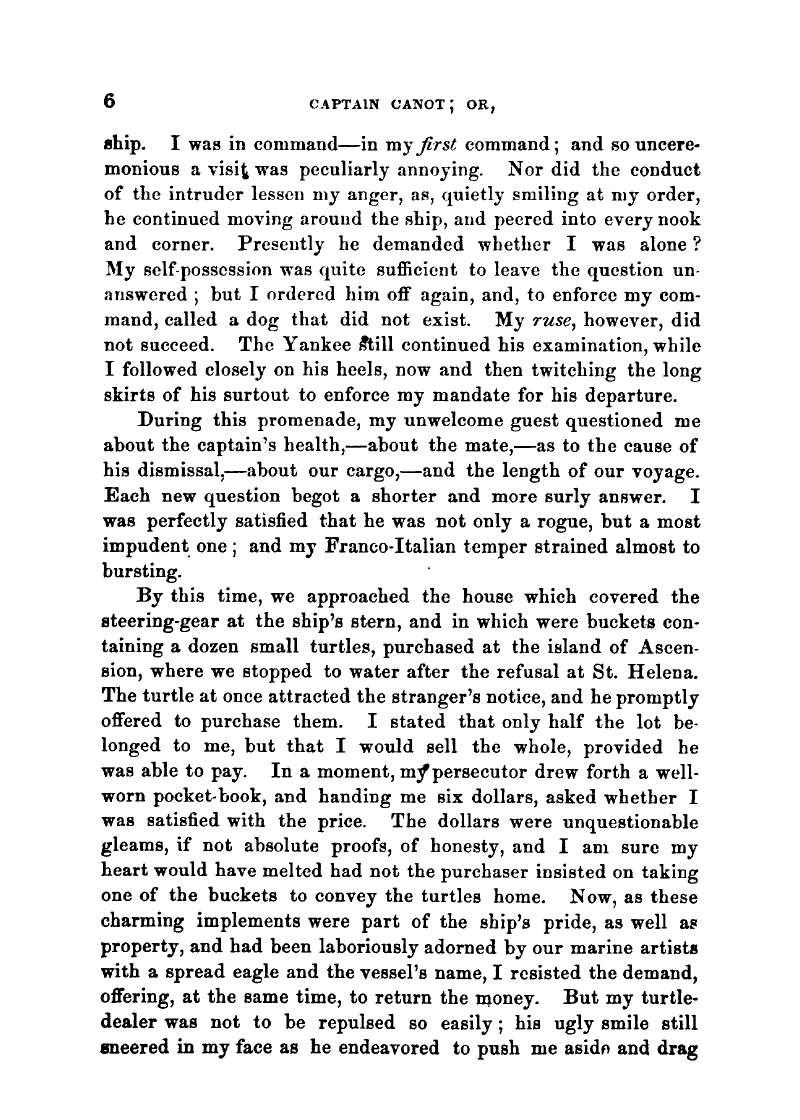 6 CAPTAIN CANOT; OR,
ship. I was in command—in my first command; and so uncere-
monious a visit was peculiarly annoying. Nor did the conduct
of the intruder lessen my anger, as, quietly smiling at my order,
he continued moving around the ship, and peered into every nook
and corner. Presently he demanded whether I was alone?
My self-possession was quite sufficient to leave the question un-
answered; but I ordered him off again, and, to enforce my com-
mand, called a dog that did not exist. My ruse, however, did
not succeed. The Yankee still continued his examination, while
I followed closely on his heels, now and then twitching the long
skirts of his surtout to enforce my mandate for his departure.
During this promenade, my unwelcome guest questioned me
about the captain's health,—about the mate,—as to the cause of
his dismissal,—about our cargo,—and the length of our voyage.
Each new question begot a shorter and more surly answer. I
was perfectly satisfied that he was not only a rogue, but a most
impudent one; and my Franco-Italian temper strained almost to
bursting.
By this time, we approached the house which covered the
steering-gear at the ship's stern, and in which were buckets con-
taining a dozen small turtles, purchased at the island of Ascen-
sion, where we stopped to water after the refusal at St. Helena.
The turtle at once attracted the stranger's notice, and he promptly
offered to purchase them. I stated that only half the lot be-
longed to me, but that I would sell the whole, provided he
was able to pay. In a moment, my persecutor drew forth a well-
worn pocket-book, and handing me six dollars, asked whether I
was satisfied with the price. The dollars were unquestionable
gleams, if not absolute proofs, of honesty, and I am sure my
heart would have melted had not the purchaser insisted on taking
one of the buckets to convey the turtles home. Now, as these
charming implements were part of the ship's pride, as well as
property, and had been laboriously adorned by our marine artists
with a spread eagle and the vessel's name, I resisted the demand,
offering, at the same time, to return the money. But my turtle-
dealer was not to be repulsed so easily; his ugly smile still
sneered in my face as he endeavored to push me aside and drag